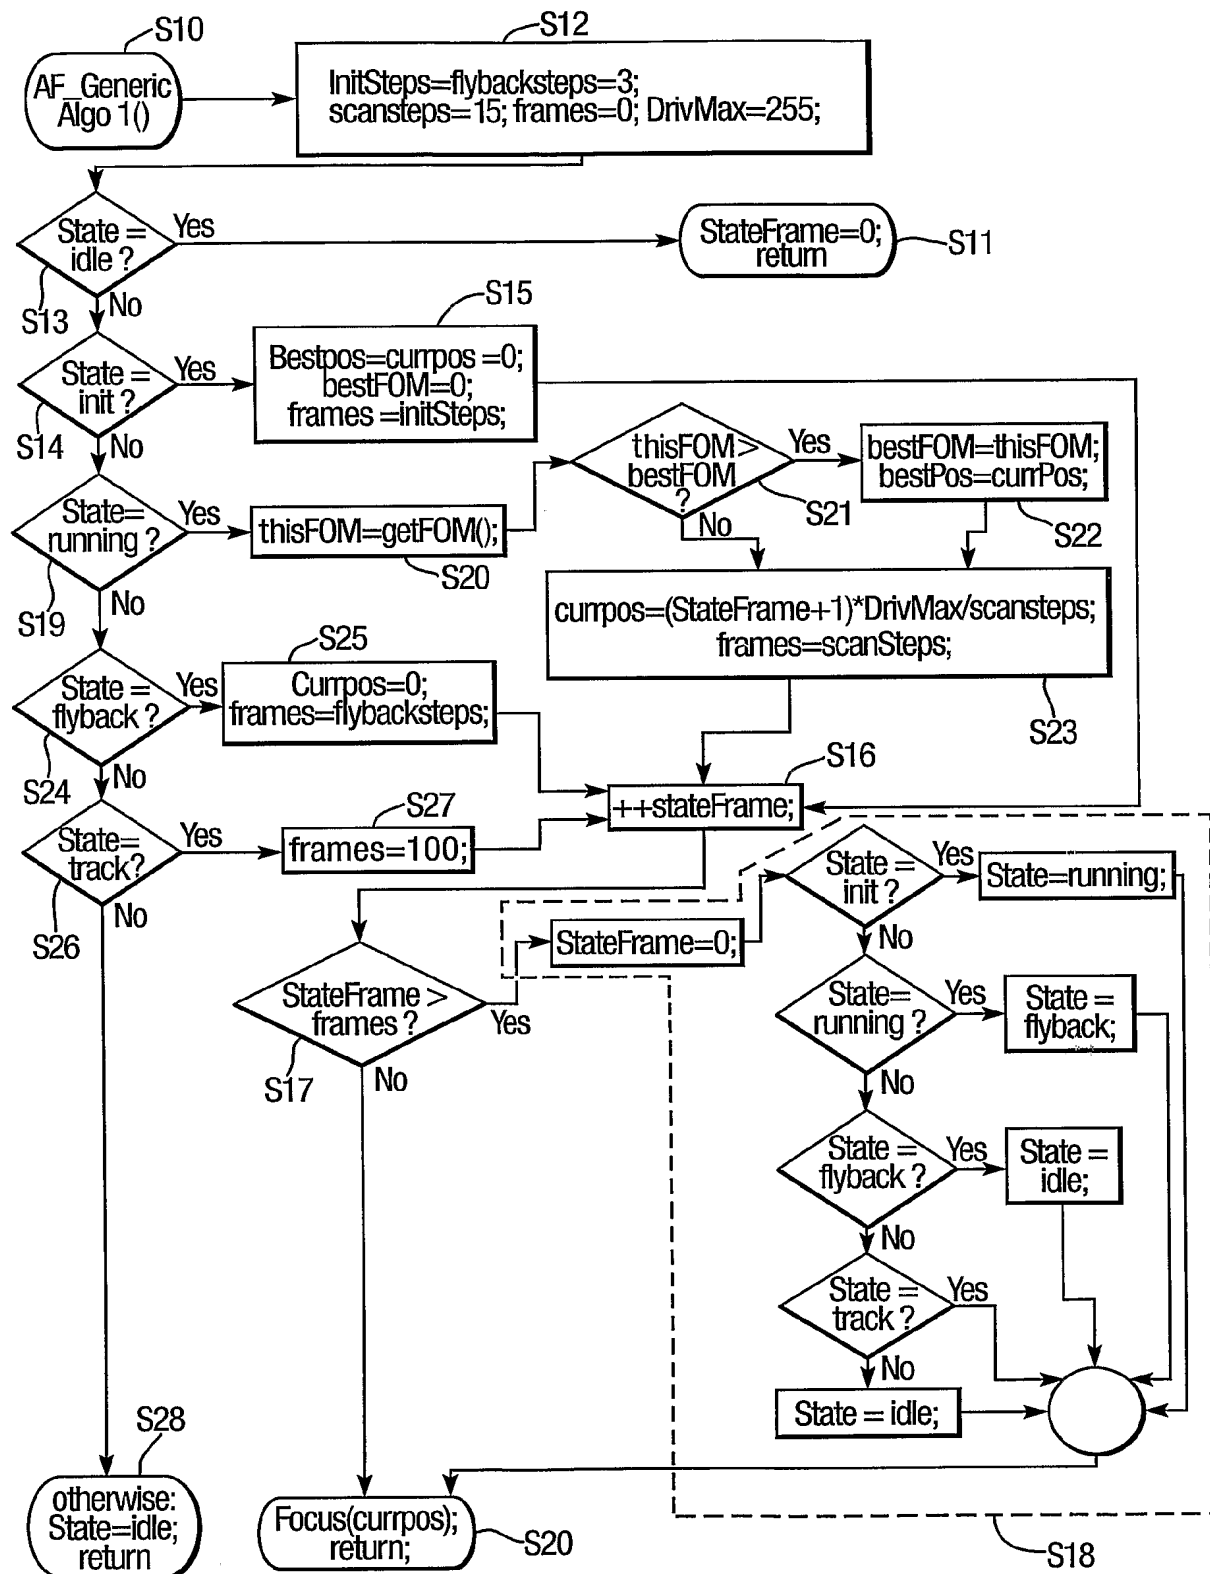 S10
AF_Generic
Algo 1()
S12
InitSteps=flybacksteps=3;
scansteps=15; frames=0; DrivMax=255;
State =
idle ?
Yes
No
S13
StateFrame=0;
return
S11
State =
init ?
Yes
No
S14
S15
Bestpos=currpos =0;
bestFOM=0;
frames =initSteps;
State=
running ?
Yes
No
S19
thisFOM=getFOM();
S20
thisFOM >
bestFOM
?
Yes
No
S21
bestFOM=thisFOM;
bestPos=currPos;
S22
currpos=(StateFrame+1)*DrivMax/scansteps;
frames=scanSteps;
S23
State =
flyback ?
Yes
No
S24
S25
Currpos=0;
frames=flybacksteps;
S16
++stateFrame;
State=
track?
Yes
No
S26
S27
frames=100;
StateFrame >
frames ?
Yes
No
S17
StateFrame=0;
State =
init ?
Yes
No
State=running;
State=
running ?
Yes
No
State =
flyback;
State =
flyback ?
Yes
No
State =
idle;
State =
track ?
Yes
No
State = idle;
S28
otherwise:
State=idle;
return
Focus(currpos);
return;
S20
S18